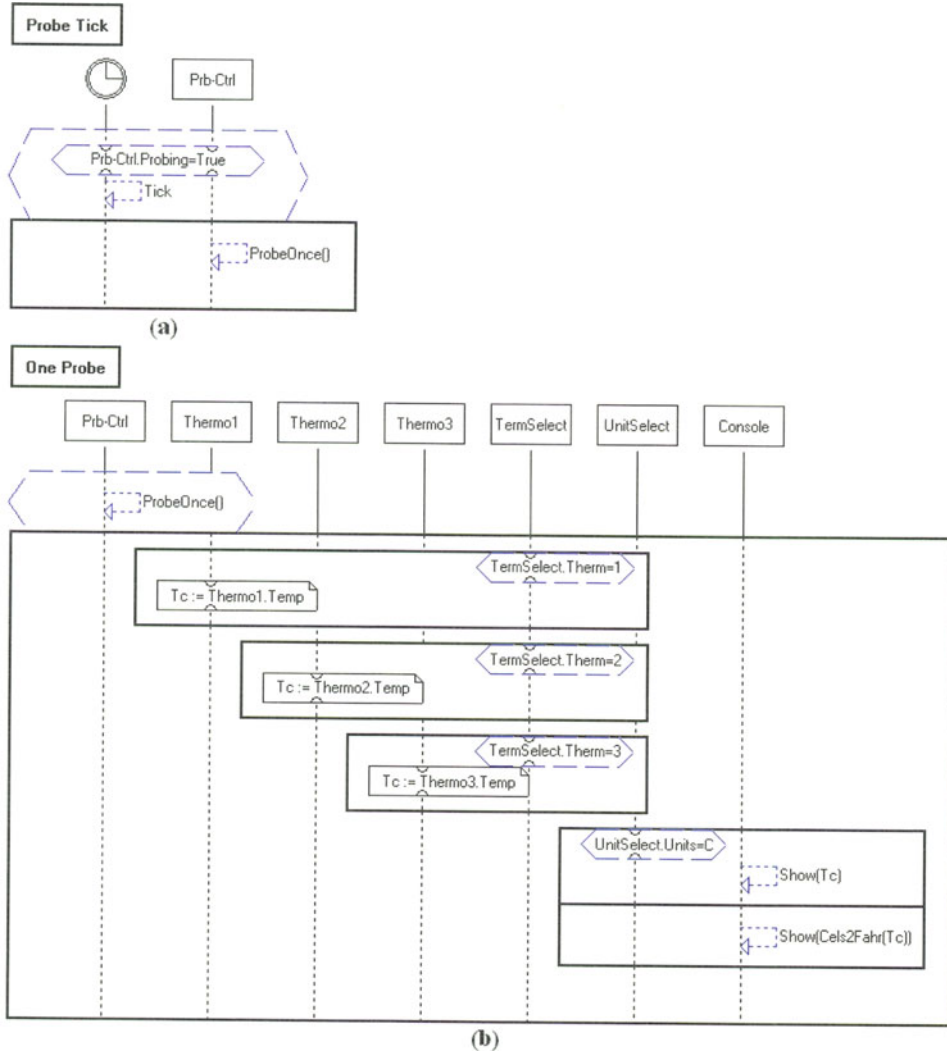 Probe Tick
Prb-Ctrl
Prb-Ctrl.Probing=True
Tick
ProbeOnce()
(a)
One Probe
Prb-Ctrl Thermo1 Thermo2 Thermo3 TermSelect UnitSelect Console
ProbeOnce()
TermSelect.Therm=1
Tc := Thermo1.Temp
TermSelect.Therm=2
Tc := Thermo2.Temp
TermSelect.Therm=3
Tc := Thermo3.Temp
UnitSelect.Units=C
Show(Tc)
Show(Cels2Fahr(Tc))
(b)